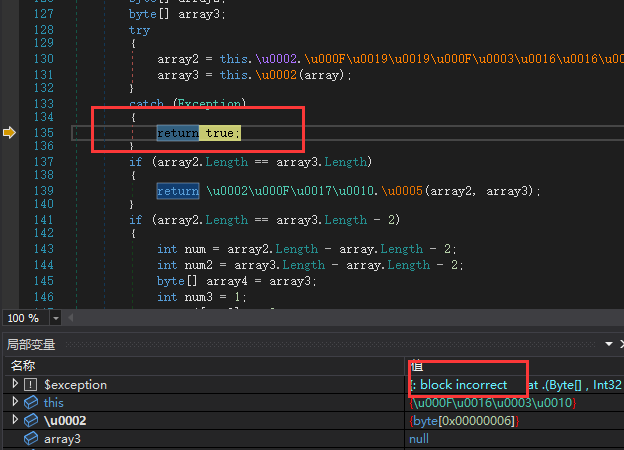 127 byte[] array3;
128 try
129 {
130 array2 = this.\u0002.\u000F\u0019\u0019\u000F\u0003\u0016\u0016\u0
131 array3 = this.\u0002(array);
132 }
133 catch (Exception)
134 {
135 return true;
136 }
137 if (array2.Length == array3.Length)
138 {
139 return \u0002\u000F\u0017\u0010.\u0005(array2, array3);
140 }
141 if (array2.Length == array3.Length - 2)
142 {
143 int num = array2.Length - array.Length - 2;
144 int num2 = array3.Length - array.Length - 2;
145 byte[] array4 = array3;
146 int num3 = 1;
100 %
局部变量
名称 值
$exception {: block incorrect at .(Byte[] , Int32
this {\u000F\u0016\u0003\u0010}
\u0002 {byte[0x00000006]}
array3 null